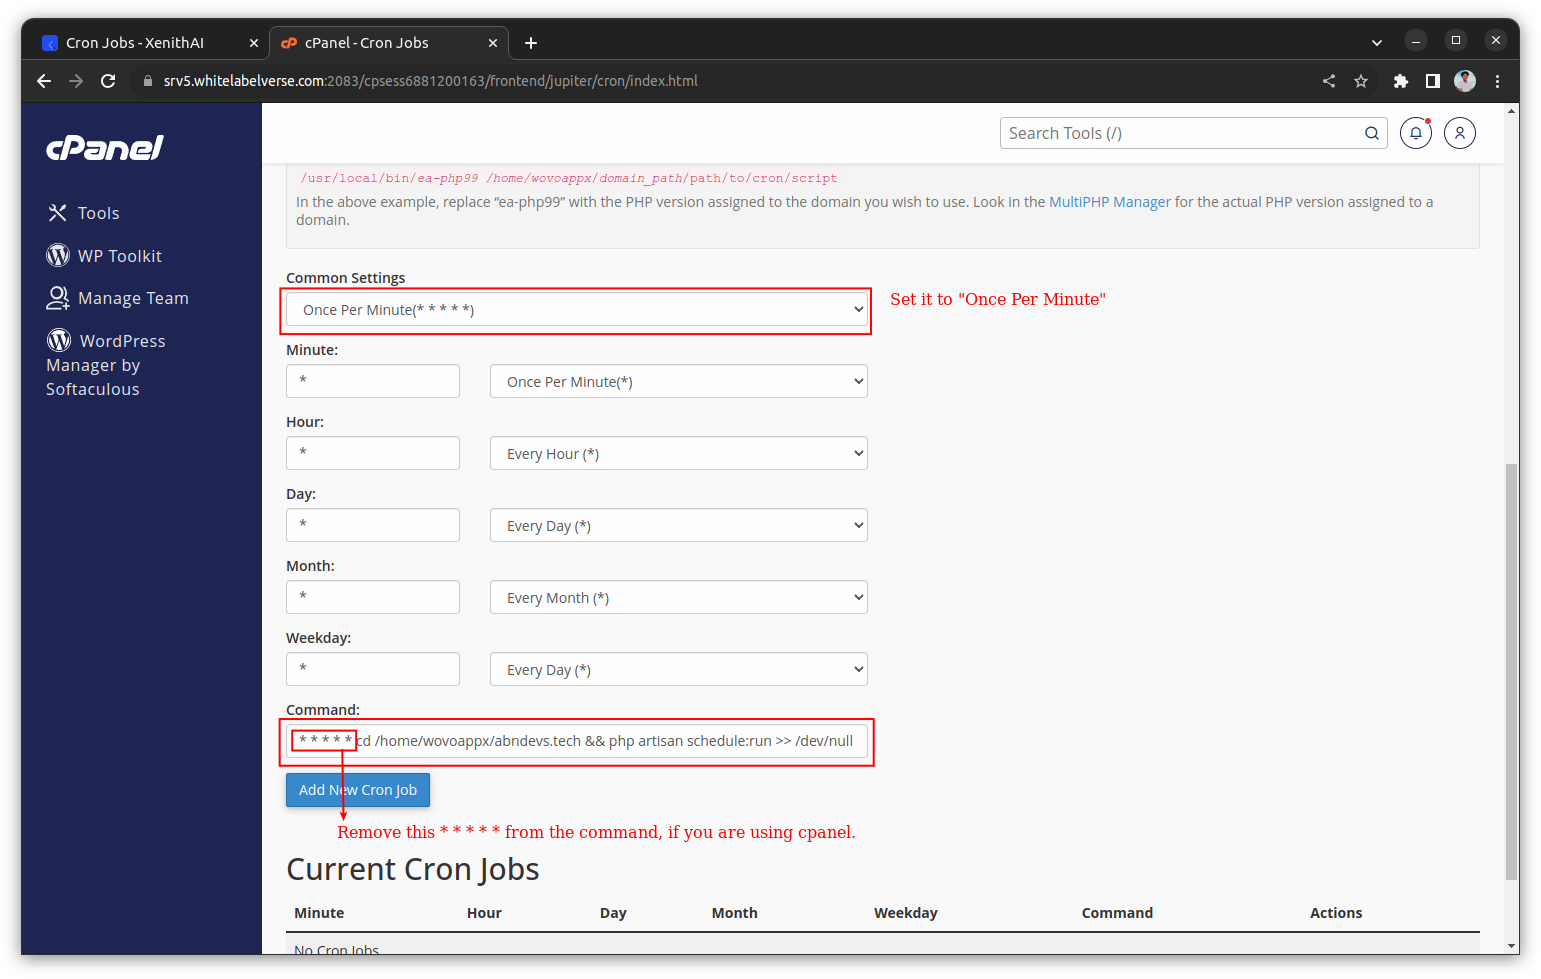 Cron Jobs - XenithAI
cPanel - Cron Jobs
srv5.whitelabelverse.com:2083/cpsess6881200163/frontend/jupiter/cron/index.html
cPanel
Search Tools (/)
Tools
WP Toolkit
Manage Team
WordPress
Manager by
Softaculous
/usr/local/bin/ea-php99 /home/wovoappx/domain_path/path/to/cron/script
In the above example, replace “ea-php99” with the PHP version assigned to the domain you wish to use. Look in the MultiPHP Manager for the actual PHP version assigned to a
domain.
Common Settings
Once Per Minute(* * * * *)
Set it to "Once Per Minute"
Minute:
*
Once Per Minute(*)
Hour:
*
Every Hour (*)
Day:
*
Every Day (*)
Month:
*
Every Month (*)
Weekday:
*
Every Day (*)
Command:
* * * * * cd /home/wovoappx/abndevs.tech && php artisan schedule:run >> /dev/null
Add New Cron Job
Remove this * * * * * from the command, if you are using cpanel.
Current Cron Jobs
Minute Hour Day Month Weekday Command Actions
No Cron Jobs